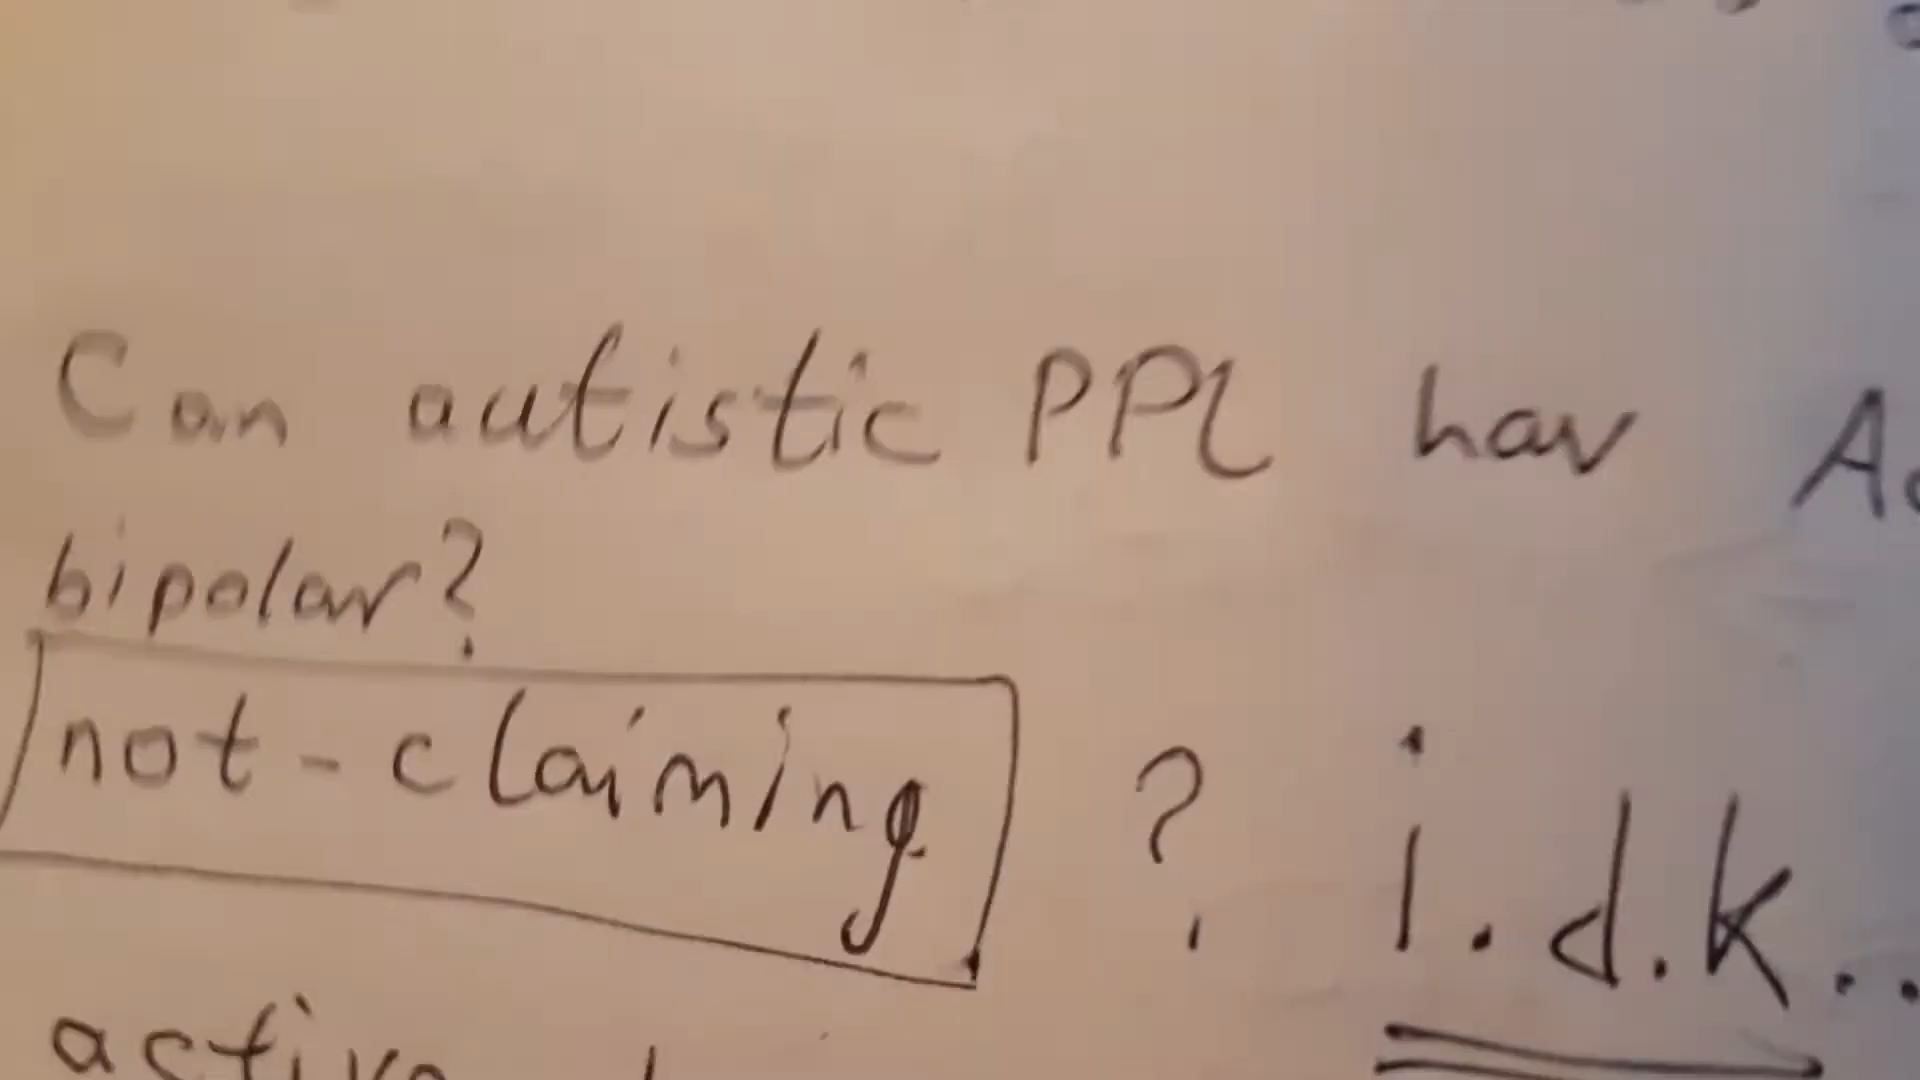 Can autistic PPL hav
bipolar?
not-claiming ? i.d.k..